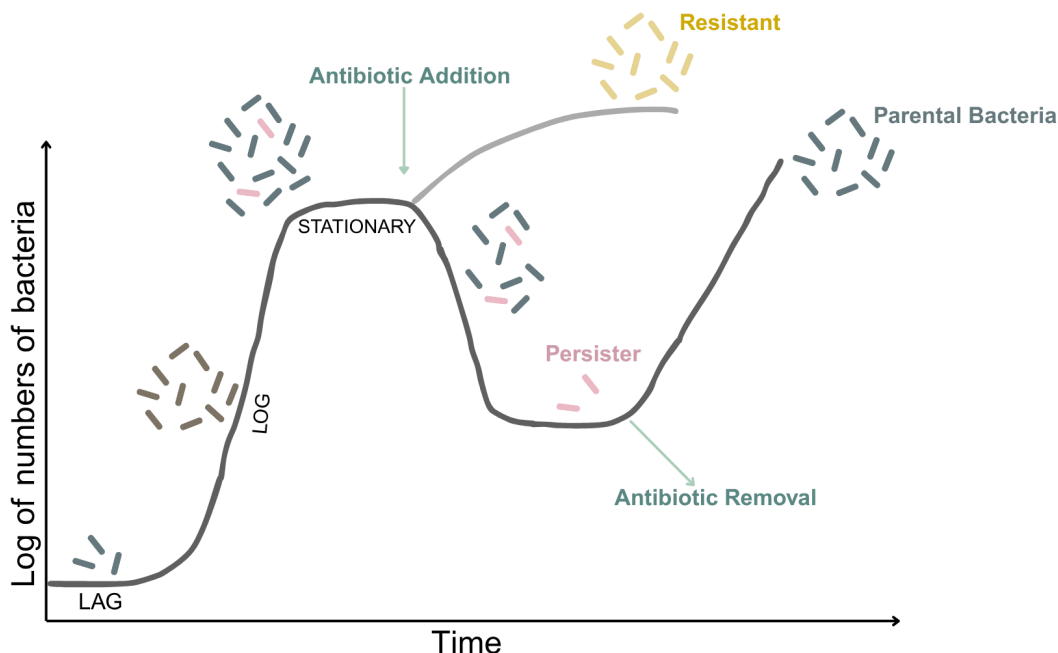 Resistant
Antibiotic Addition
Parental Bacteria
STATIONARY
Persister
LOG
Antibiotic Removal
LAG
Log of numbers of bacteria
Time